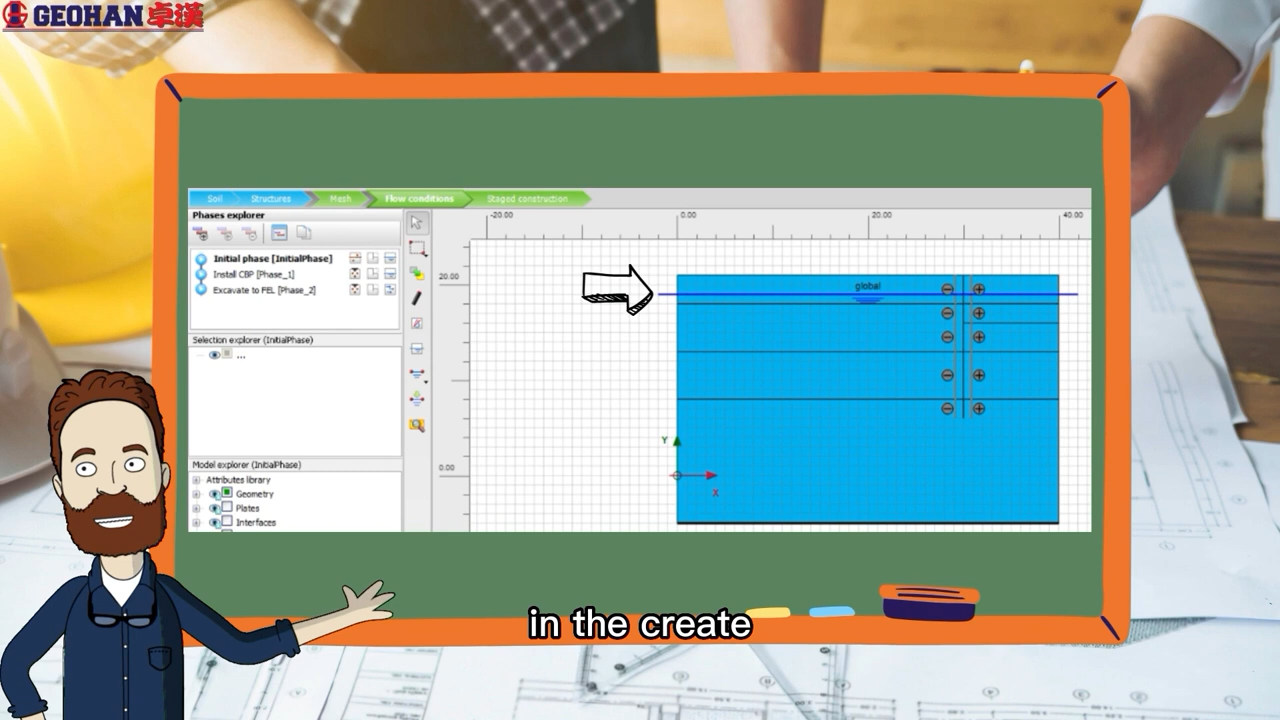 GEOHAN 卓漢
Soil Structures Mesh Flow conditions Staged construction
Phases explorer
Initial phase [InitialPhase]
Install CBP [Phase_1]
Excavate to FEL [Phase_2]
Selection explorer (InitialPhase)
...
Model explorer (InitialPhase)
Attributes library
Geometry
Plates
Interfaces
-20.00 0.00 20.00 40.00
20.00
0.00
global
Y
X
in the create